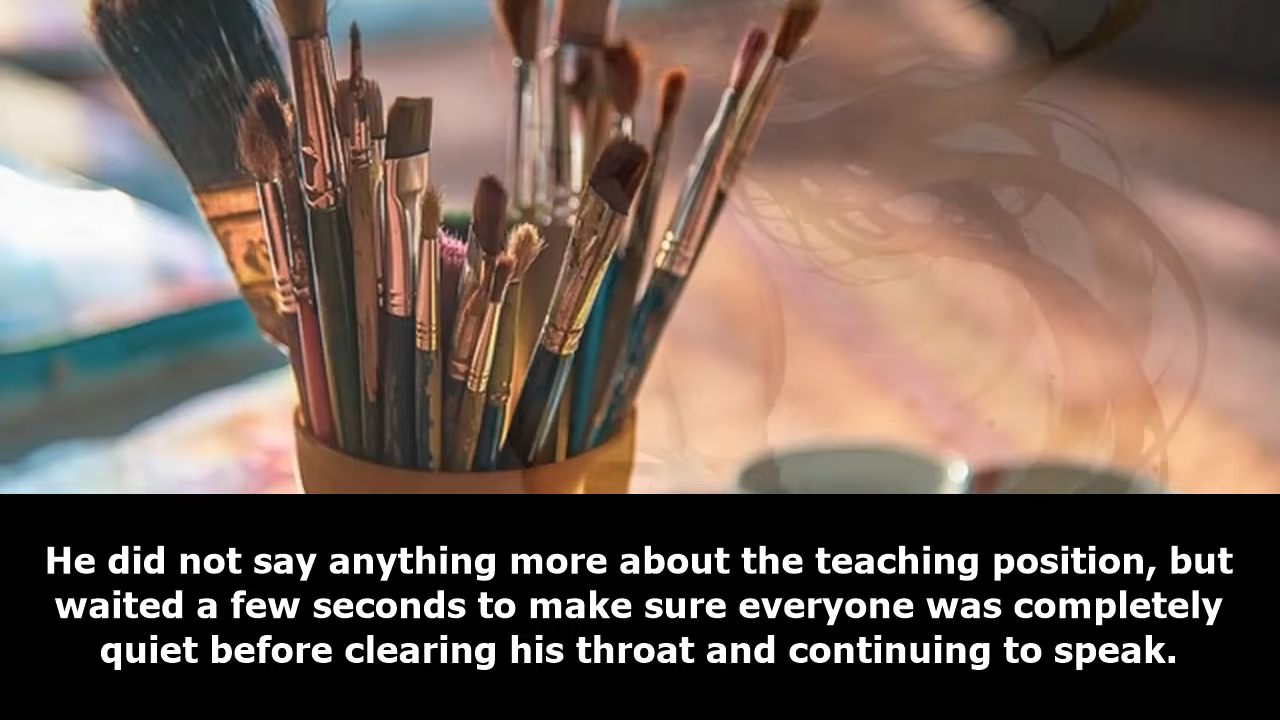 He did not say anything more about the teaching position, but
waited a few seconds to make sure everyone was completely
quiet before clearing his throat and continuing to speak.